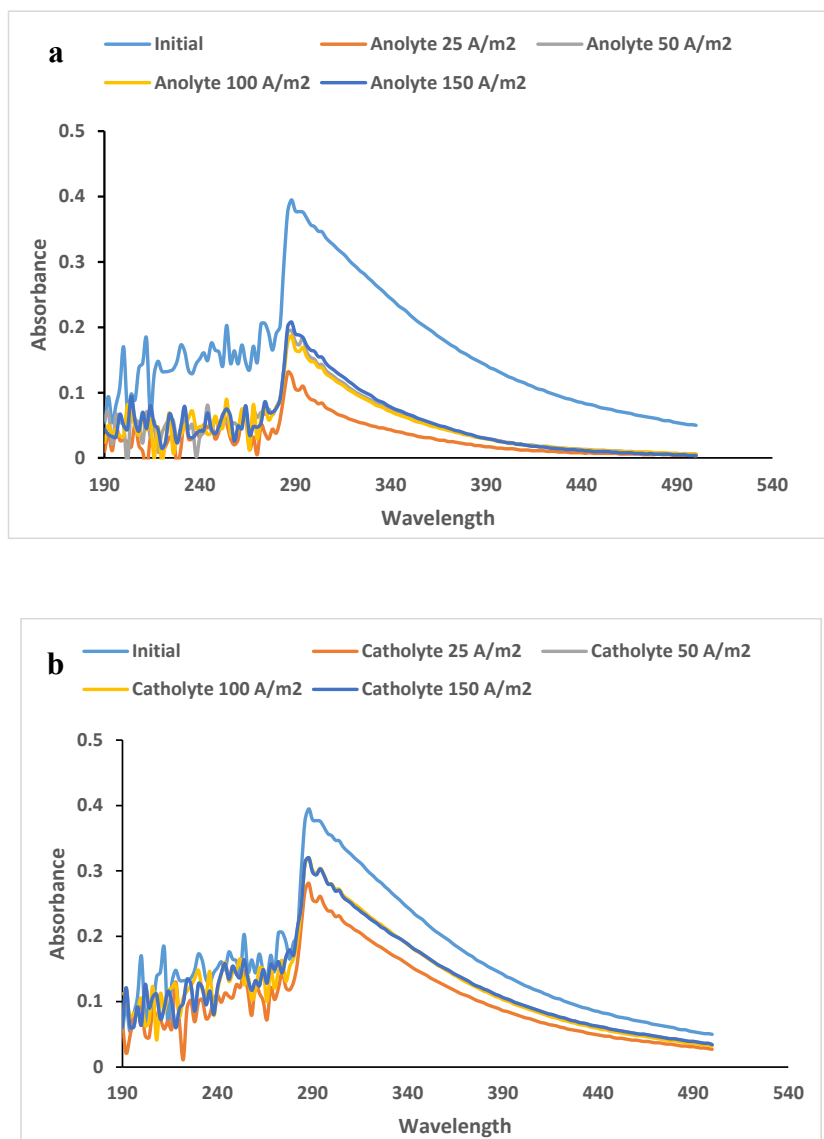 a
Initial Anolyte 25 A/m2 Anolyte 50 A/m2
Anolyte 100 A/m2 Anolyte 150 A/m2
0.5
0.4
0.3
0.2
0.1
0
Absorbance
190 240 290 340 390 440 490 540
Wavelength
b
Initial Catholyte 25 A/m2 Catholyte 50 A/m2
Catholyte 100 A/m2 Catholyte 150 A/m2
0.5
0.4
0.3
0.2
0.1
0
Absorbance
190 240 290 340 390 440 490 540
Wavelength